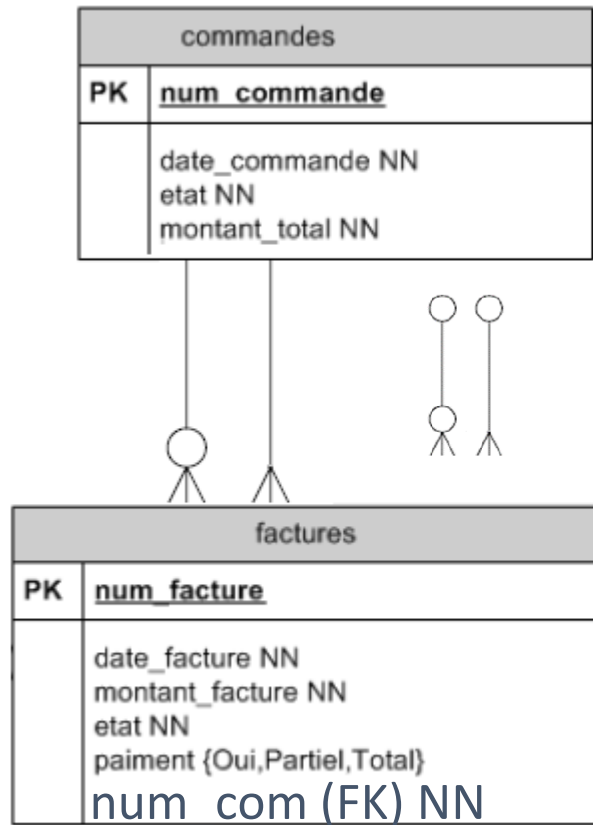 commandes
PK num_commande
date_commande NN
etat NN
montant_total NN
factures
PK num_facture
date_facture NN
montant_facture NN
etat NN
paiment {Oui,Partiel,Total}
num_com (FK) NN